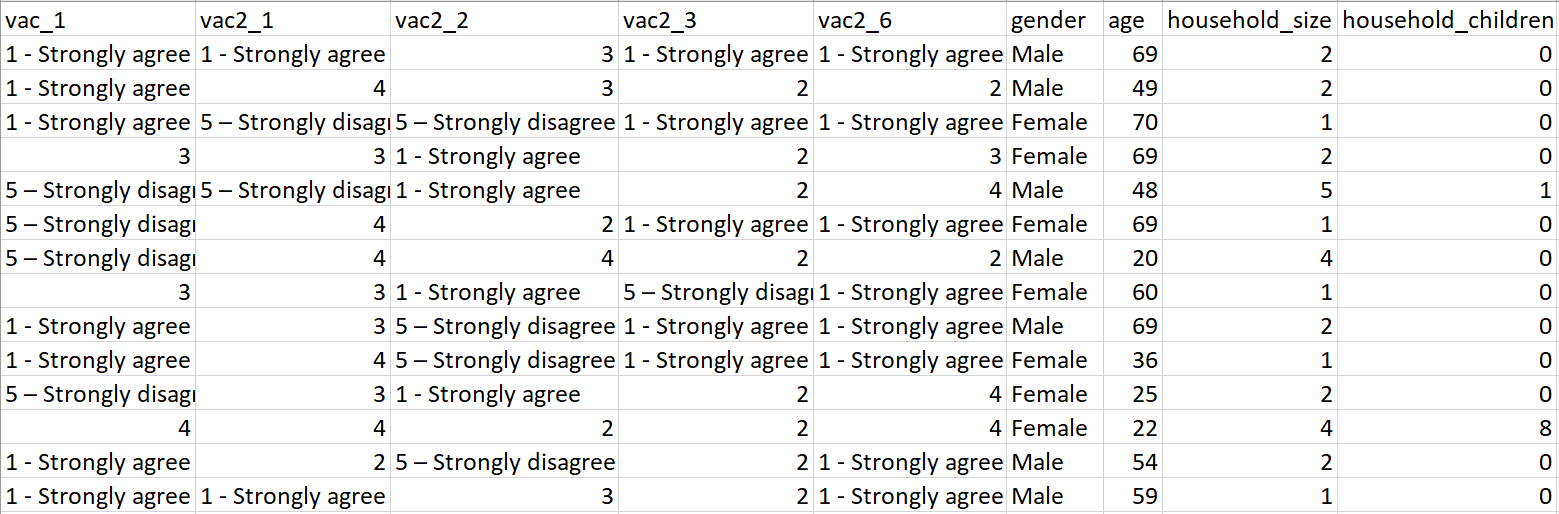 vac_1 vac2_1 vac2_2 vac2_3 vac2_6 gender age household_size household_children
1 - Strongly agree 1 - Strongly agree 3 1 - Strongly agree 1 - Strongly agree Male 69 2 0
1 - Strongly agree 4 3 2 2 Male 49 2 0
1 - Strongly agree 5 – Strongly disagr 5 – Strongly disagree 1 - Strongly agree 1 - Strongly agree Female 70 1 0
3 3 1 - Strongly agree 2 3 Female 69 2 0
5 – Strongly disagr 5 – Strongly disagr 1 - Strongly agree 2 4 Male 48 5 1
5 – Strongly disagr 4 2 1 - Strongly agree 1 - Strongly agree Female 69 1 0
5 – Strongly disagr 4 4 2 2 Male 20 4 0
3 3 1 - Strongly agree 5 – Strongly disagr 1 - Strongly agree Female 60 1 0
1 - Strongly agree 3 5 – Strongly disagree 1 - Strongly agree 1 - Strongly agree Male 69 2 0
1 - Strongly agree 4 5 – Strongly disagree 1 - Strongly agree 1 - Strongly agree Female 36 1 0
5 – Strongly disagr 3 1 - Strongly agree 2 4 Female 25 2 0
4 4 2 2 4 Female 22 4 8
1 - Strongly agree 2 5 – Strongly disagree 2 1 - Strongly agree Male 54 2 0
1 - Strongly agree 1 - Strongly agree 3 2 1 - Strongly agree Male 59 1 0